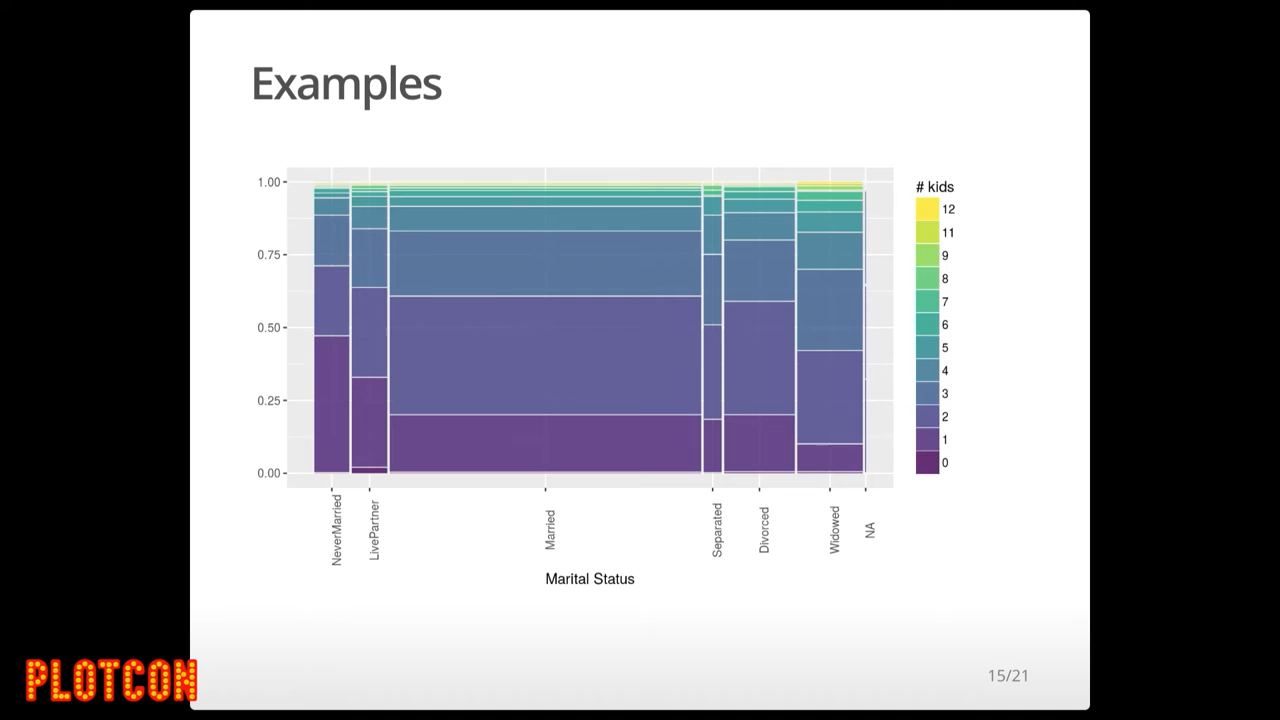 Examples
1.00
0.75
0.50
0.25
0.00
NeverMarried
LivePartner
Married
Separated
Divorced
Widowed
NA
Marital Status
# kids
12
11
9
8
7
6
5
4
3
2
1
0
PLOTCON
15/21